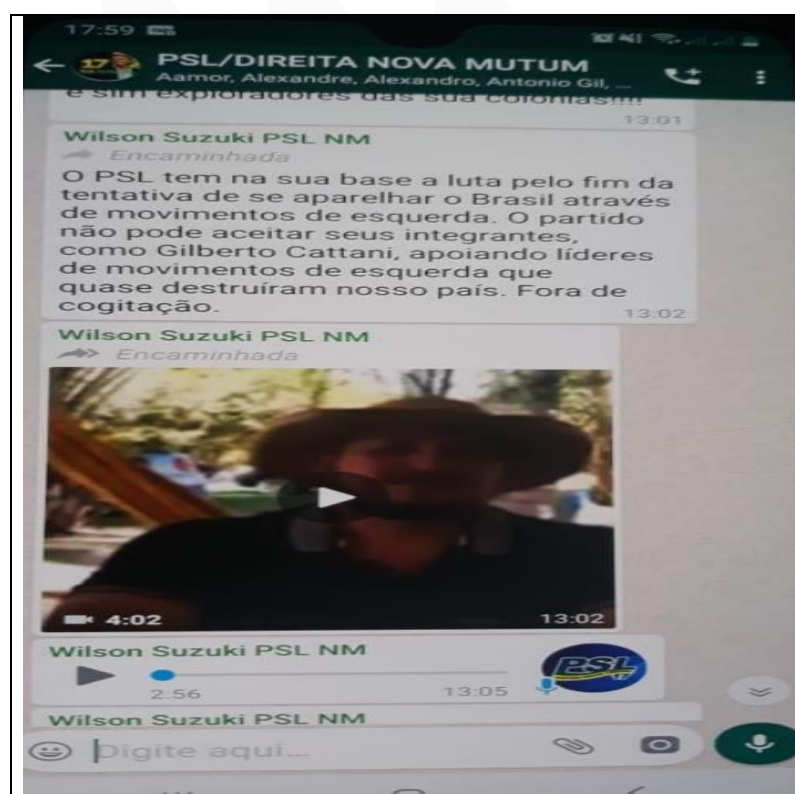 17:59
17
PSL/DIREITA NOVA MUTUM
Aamor, Alexandre, Alexandro, Antonio Gil, ...
e sim exploradores das sua colonias!!!!
13:01
Wilson Suzuki PSL NM
Encaminhada
O PSL tem na sua base a luta pelo fim da
tentativa de se aparelhar o Brasil através
de movimentos de esquerda. O partido
não pode aceitar seus integrantes,
como Gilberto Cattani, apoiando líderes
de movimentos de esquerda que
quase destruíram nosso país. Fora de
cogitação.
13:02
Wilson Suzuki PSL NM
Encaminhada
4:02
13:02
Wilson Suzuki PSL NM
2:56
13:05
PSL
Wilson Suzuki PSL NM
Digite aqui...